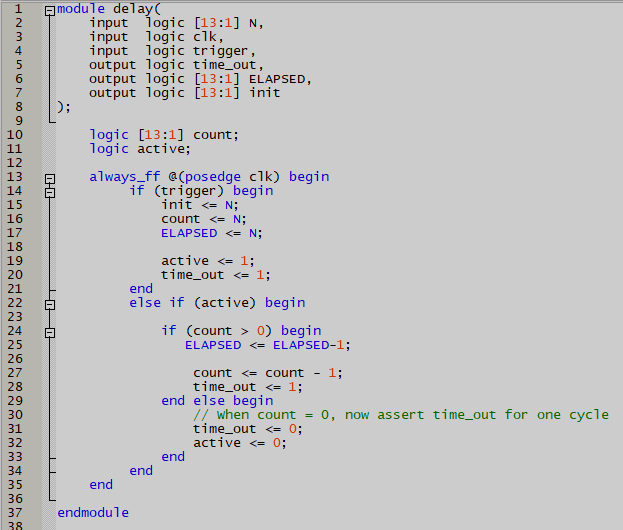 1 module delay(
2 input logic [13:1] N,
3 input logic clk,
4 input logic trigger,
5 output logic time_out,
6 output logic [13:1] ELAPSED,
7 output logic [13:1] init
8 );
9
10 logic [13:1] count;
11 logic active;
12
13 always_ff @(posedge clk) begin
14 if (trigger) begin
15 init <= N;
16 count <= N;
17 ELAPSED <= N;
18
19 active <= 1;
20 time_out <= 1;
21 end
22 else if (active) begin
23
24 if (count > 0) begin
25 ELAPSED <= ELAPSED-1;
26
27 count <= count - 1;
28 time_out <= 1;
29 end else begin
30 // When count = 0, now assert time_out for one cycle
31 time_out <= 0;
32 active <= 0;
33 end
34 end
35 end
36
37 endmodule
38